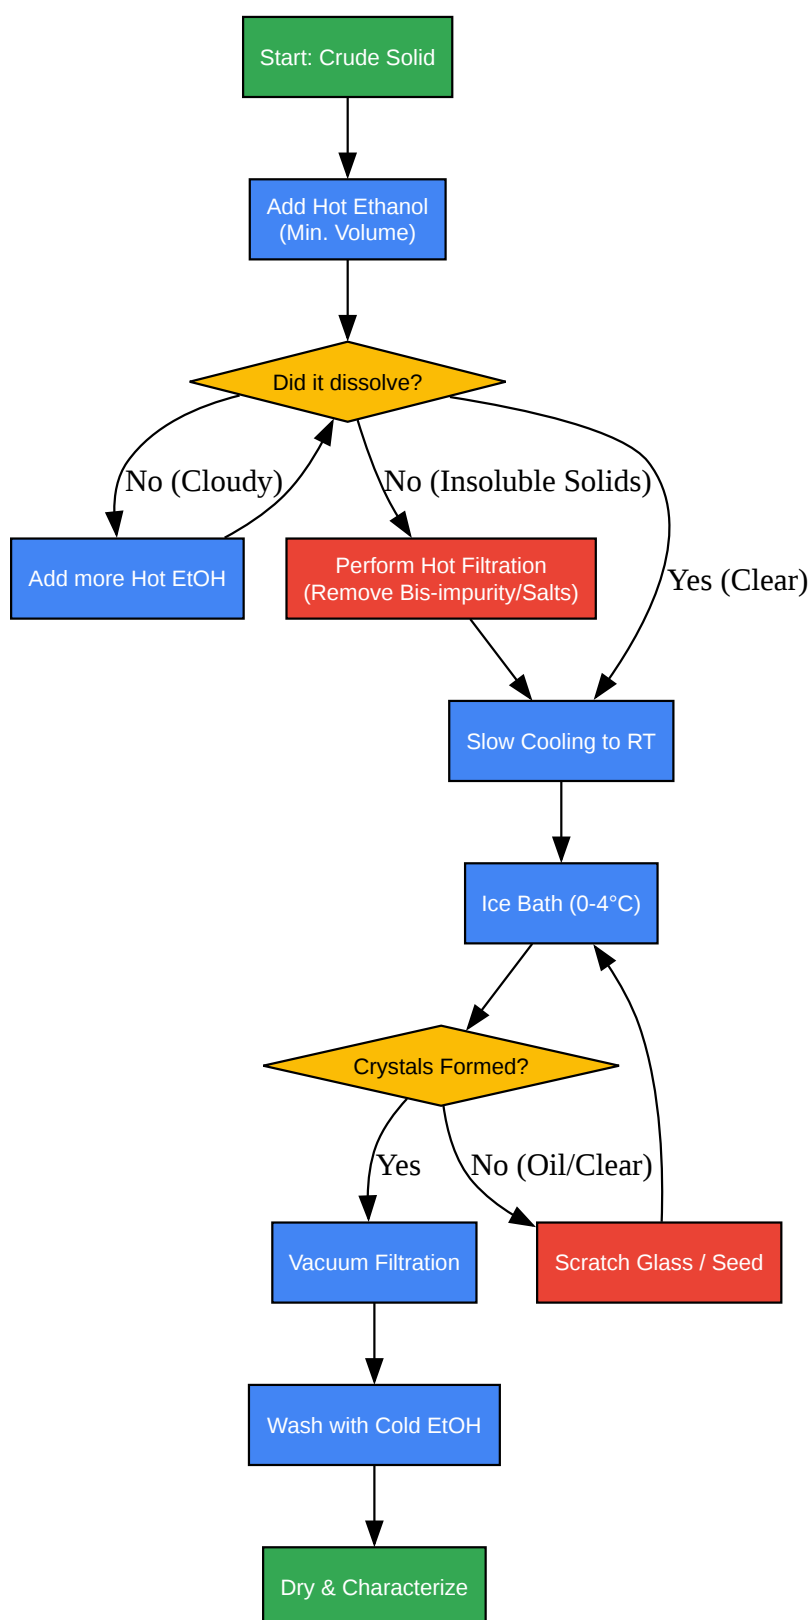 Start: Crude Solid
Add Hot Ethanol
(Min. Volume)
Did it dissolve?
No (Cloudy)
No (Insoluble Solids)
Yes (Clear)
Add more Hot EtOH
Perform Hot Filtration
(Remove Bis-impurity/Salts)
Slow Cooling to RT
Ice Bath (0-4°C)
Crystals Formed?
Yes
No (Oil/Clear)
Vacuum Filtration
Scratch Glass / Seed
Wash with Cold EtOH
Dry & Characterize